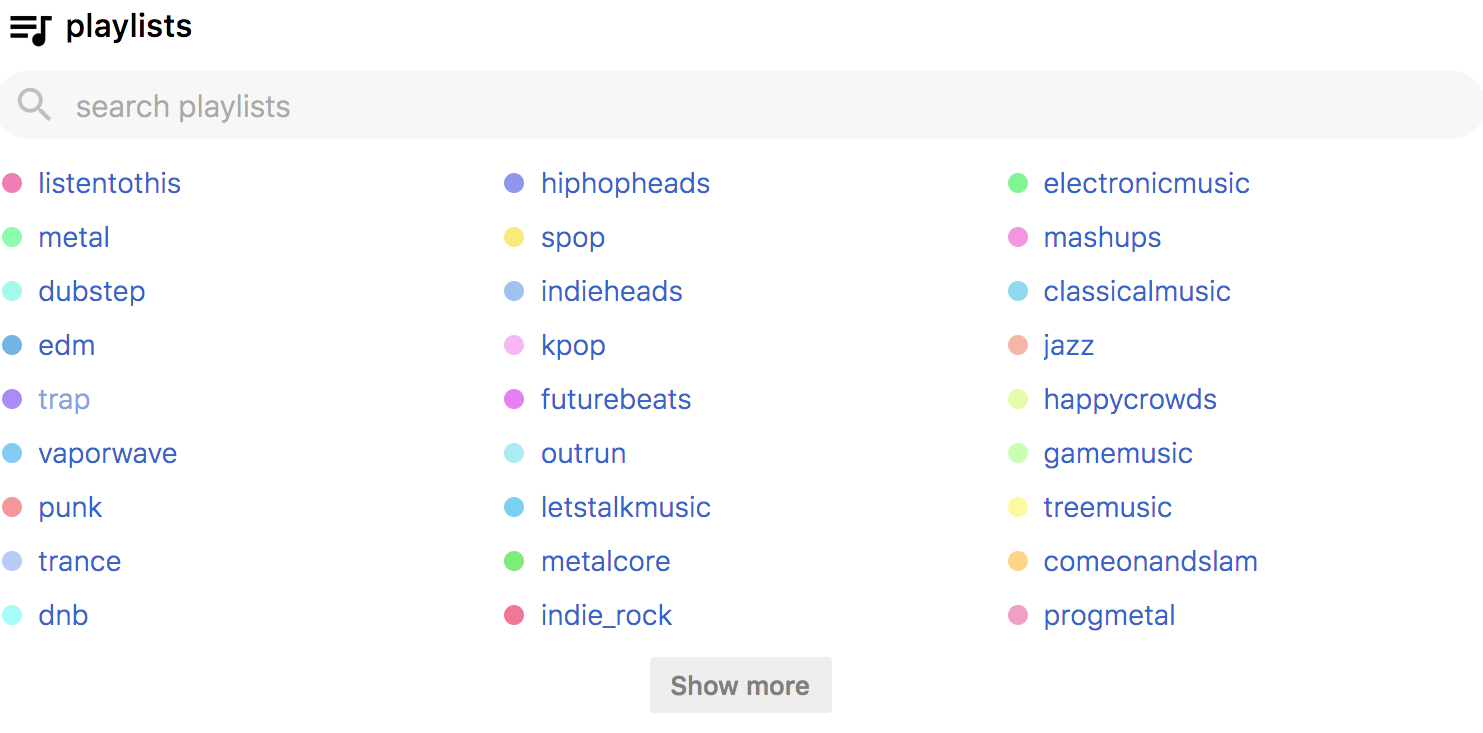 playlists
search playlists
listentothis hiphopheads electronicmusic
metal spop mashups
dubstep indieheads classicalmusic
edm kpop jazz
trap futurebeats happycrowds
vaporwave outrun gamemusic
punk letstalkmusic treemusic
trance metalcore comeonandslam
dnb indie_rock progmetal
Show more